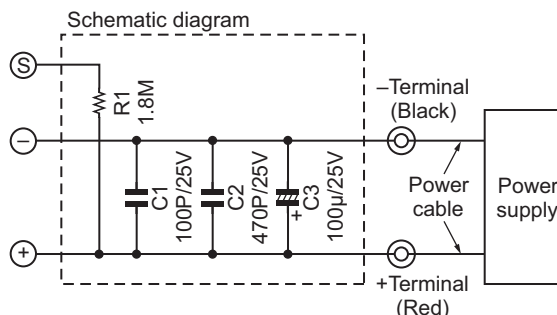 Schematic diagram
S
R1
1.8M
–Terminal
(Black)
–
C1
100P/25V
C2
470P/25V
+
C3
100μ/25V
Power
cable
Power
supply
+
+Terminal
(Red)